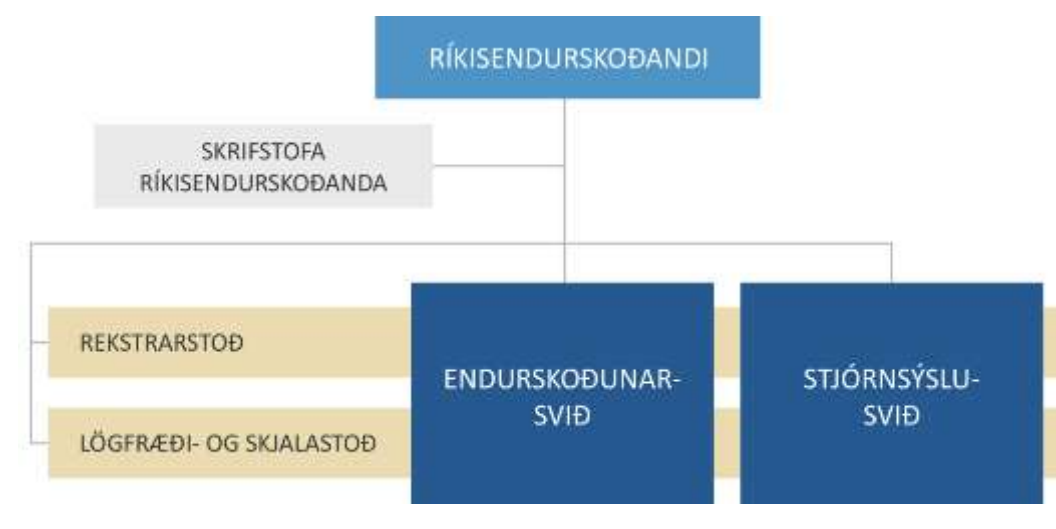 RÍKISENDURSKOÐANDI
SKRIFSTOFA
RÍKISENDURSKOÐANDA
REKSTRARSTOÐ
LÖGFRÆÐI- OG SKJALASTOÐ
ENDURSKOÐUNAR-
SVIÐ
STJÓRNSÝSLU-
SVIÐ